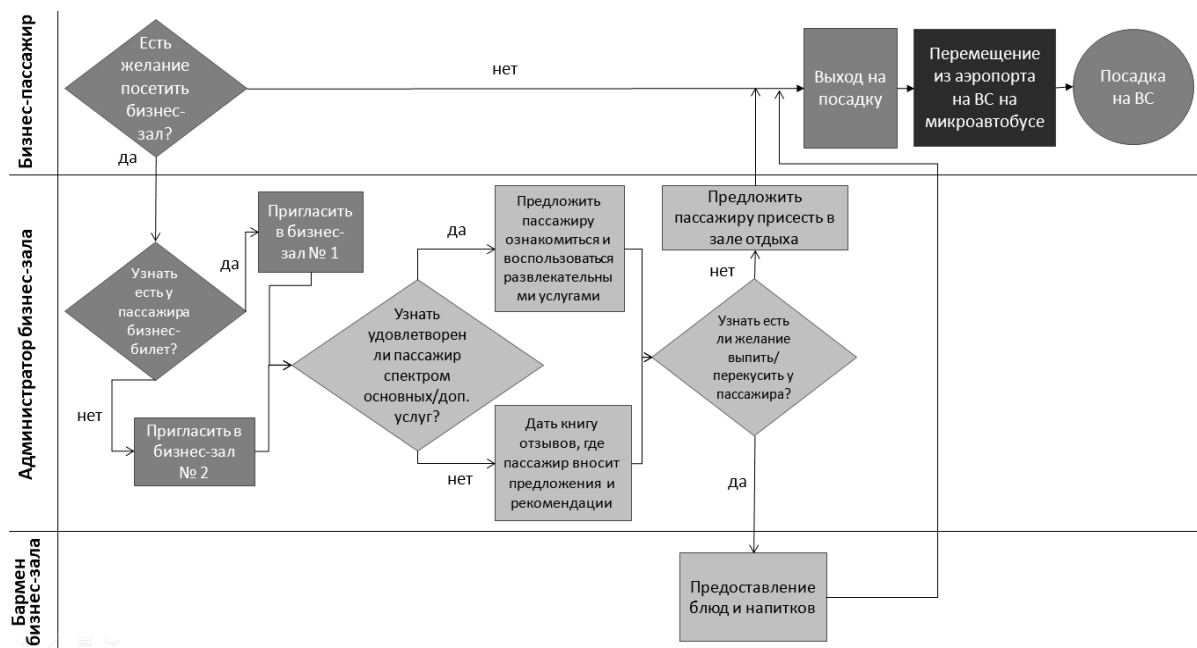 Бизнес-пассажир
Есть
желание
посетить
бизнес-
зал?
нет
да
Выход на
посадку
Перемещение
из аэропорта
на ВС на
микроавтобусе
Посадка
на ВС
Администратор бизнес-зала
Узнать
есть у
пассажира
бизнес-
билет?
да
нет
Пригласить
в бизнес-
зал № 1
Пригласить в
бизнес-зал
№ 2
Узнать
удовлетворен
ли пассажир
спектром
основных/доп.
услуг?
да
нет
Предложить
пассажиру
ознакомиться и
воспользоваться
развлекательны
ми услугами
Дать книгу
отзывов, где
пассажир вносит
предложения и
рекомендации
Предложить
пассажиру присесть в
зале отдыха
нет
Узнать есть
ли желание
выпить/
перекусить у
пассажира?
да
Бармен
бизнес-зала
Предоставление
блюд и напитков